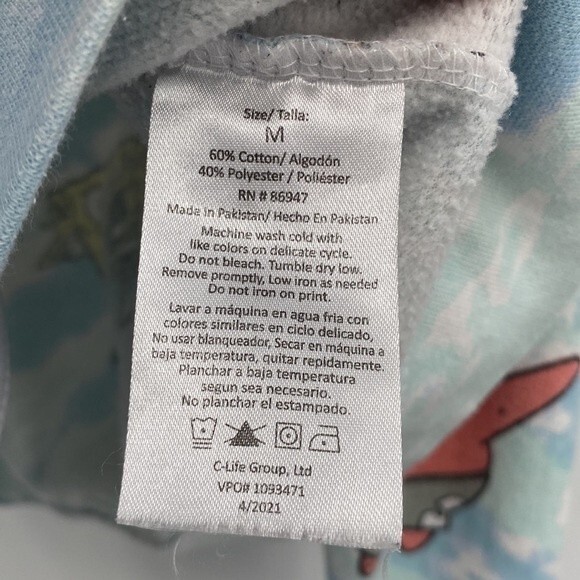 Size/ Talla:
M
60% Cotton/ Algodón
40% Polyester / Poliéster
RN # 86947
Made in Pakistan/ Hecho En Pakistan
Machine wash cold with
like colors on delicate cycle.
Do not bleach. Tumble dry low.
Remove promptly, Low iron as needed
Do not iron on print.
Lavar a máquina en agua fria con
colores similares en ciclo delicado,
No usar blanqueador, Secar en máquina a
baja temperatura, quitar repidamente.
Planchar a baja temperatura
segun sea necesario.
No planchar el estampado.
C-Life Group, Ltd
VPO# 1093471
4/2021